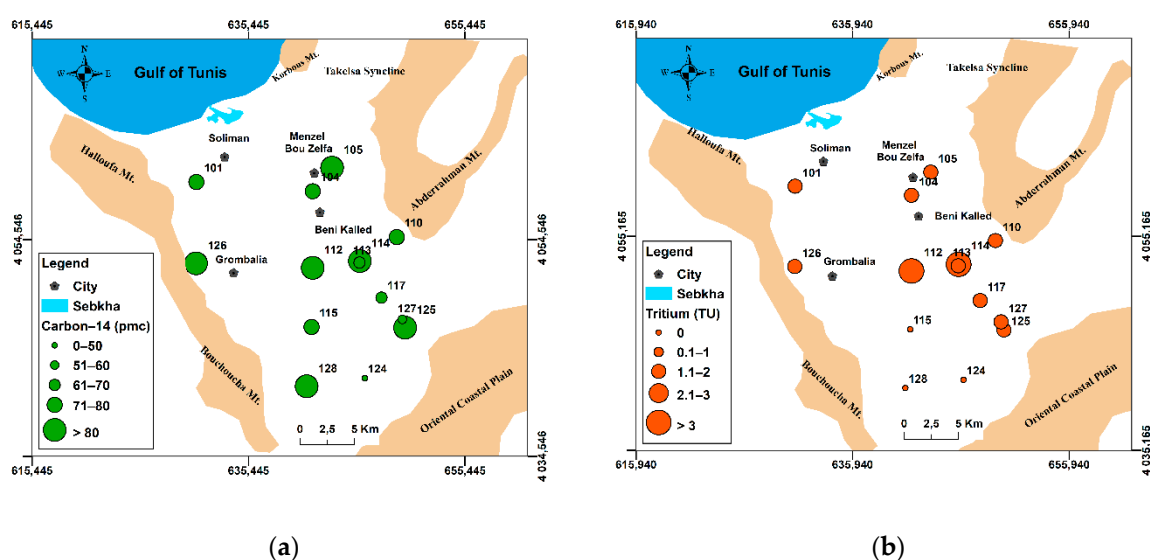 615,445
635,445
655,445
N
W
E
S
Gulf of Tunis
Korbous Mt.
Takelsa Syncline
Halloufa Mt.
Soliman
Menzel
Bou Zelfa
105
101
104
Abderrahman Mt.
Beni Kalled
110
4 054,546
126
Grombalia
112
114
113
117
127
125
115
128
124
Bouchoucha Mt.
Oriental Coastal Plain
Legend
City
Sebkha
Carbon–14 (pmc)
0–50
51–60
61–70
71–80
> 80
0 2,5 5 Km
4 034,546
615,445
635,445
655,445
(a)
615,940
635,940
655,940
N
W
E
S
Gulf of Tunis
Korbous Mt.
Takelsa Syncline
Halloufa Mt.
Soliman
Menzel
Bou Zelfa
105
101
104
Abderrahman Mt.
Beni Kalled
110
4 055,165
126
Grombalia
112
114
113
117
127
125
115
128
124
Bouchoucha Mt.
Oriental Coastal Plain
Legend
City
Sebkha
Tritium (TU)
0
0.1–1
1.1–2
2.1–3
> 3
0 2,5 5 Km
4 035,165
615,940
635,940
655,940
(b)